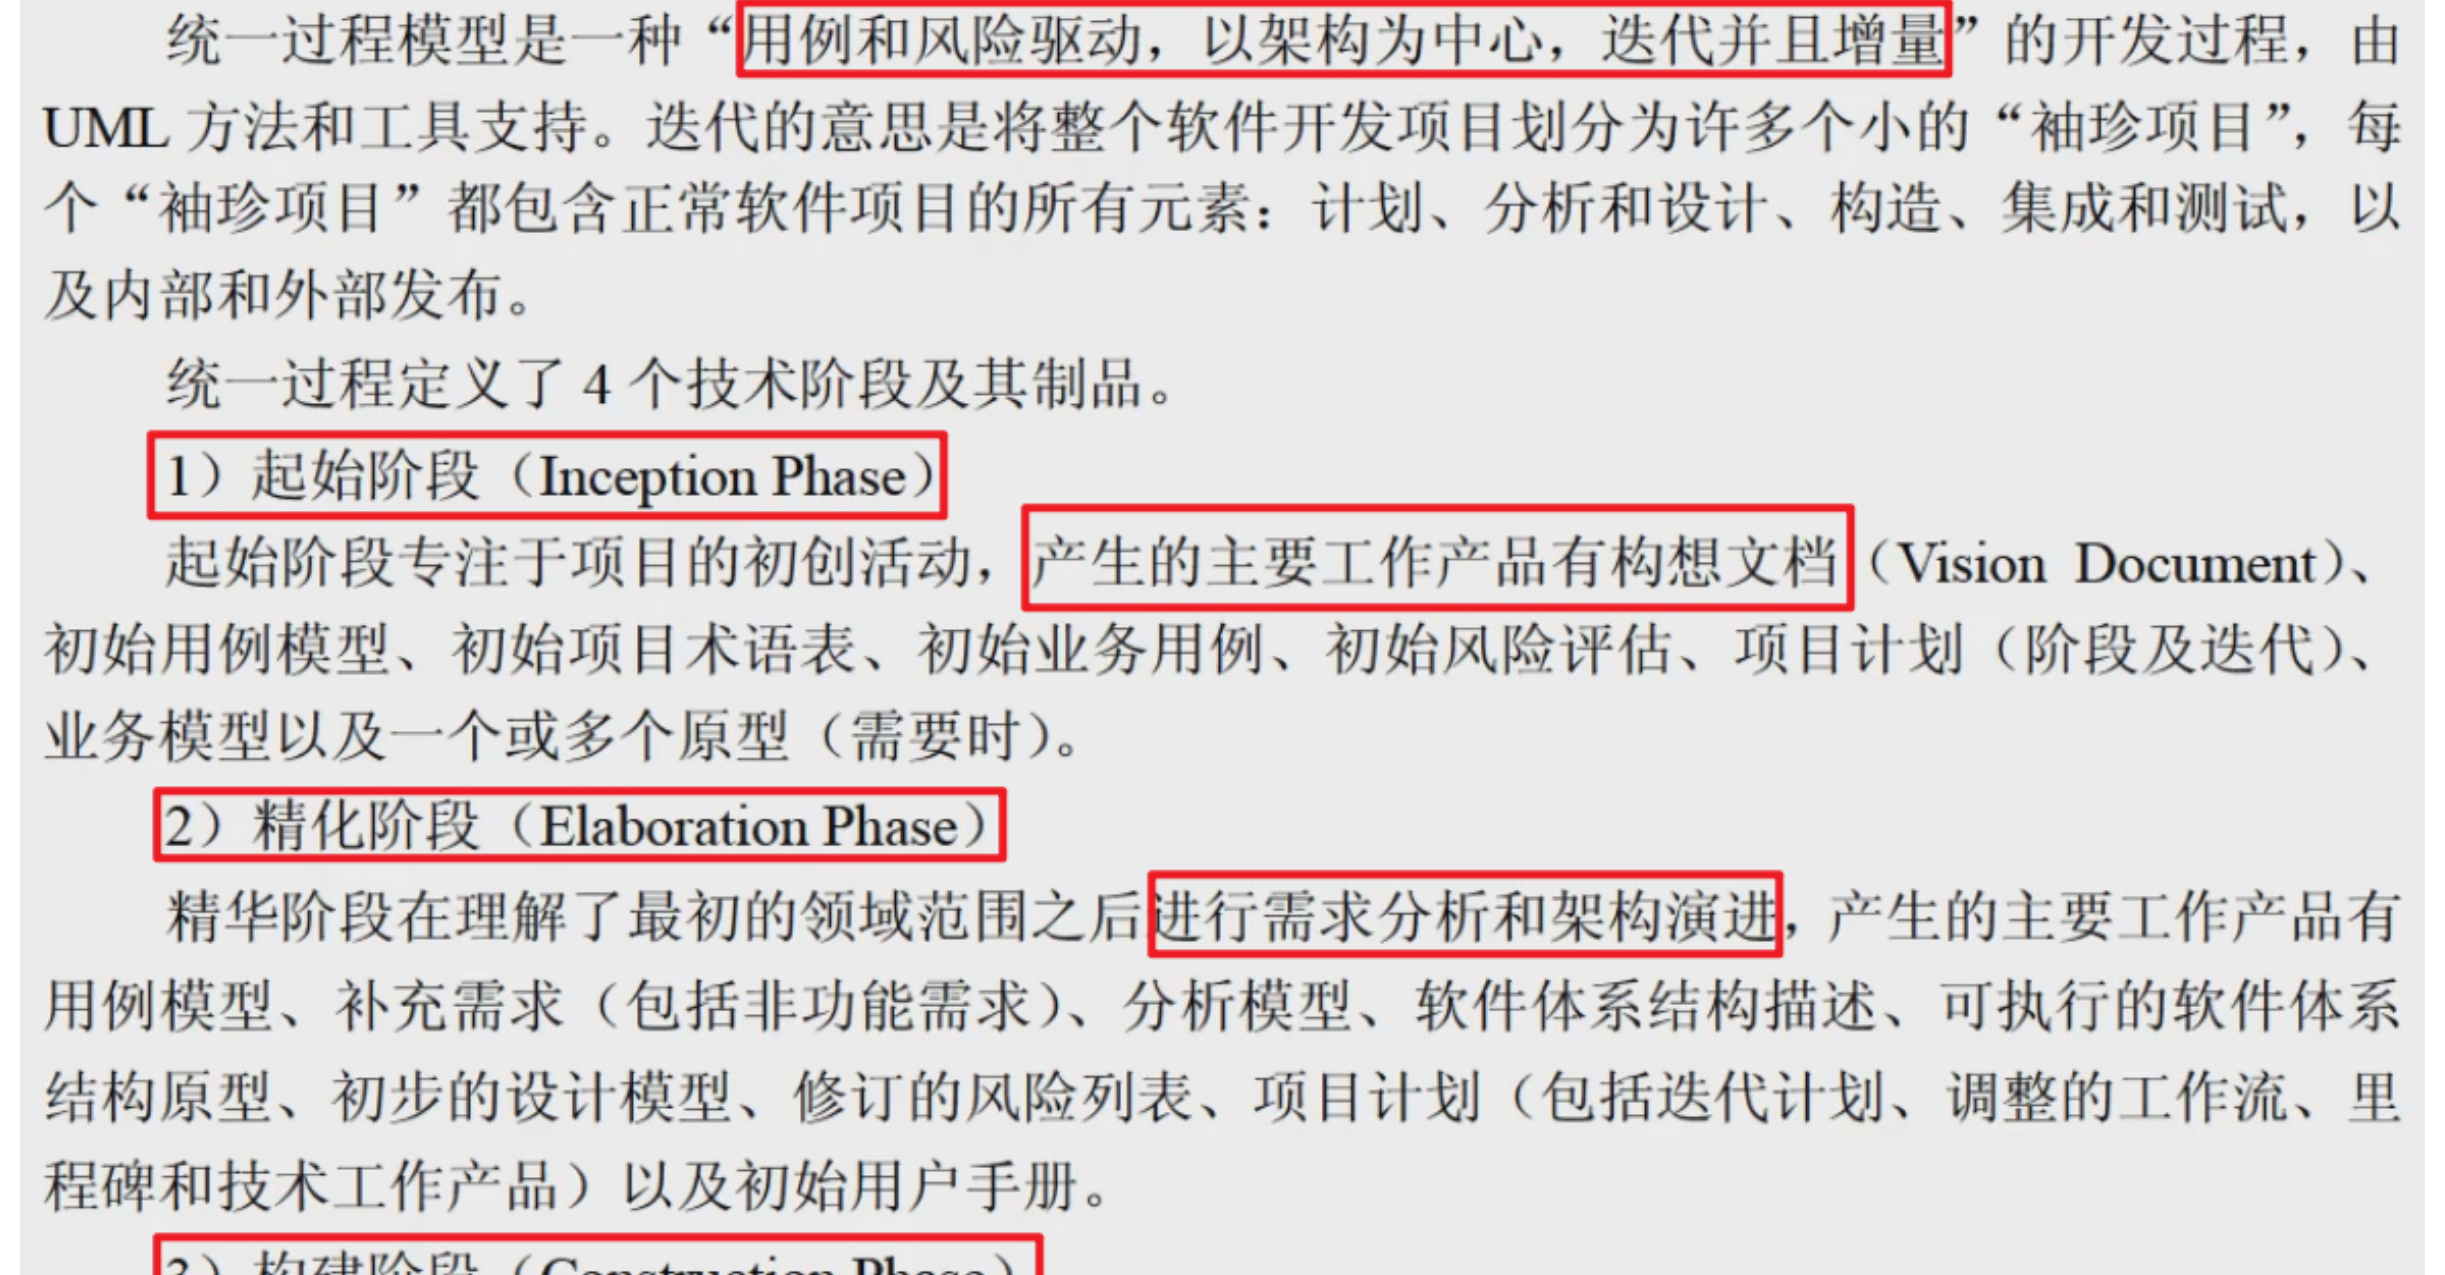 统一过程模型是一种“用例和风险驱动，以架构为中心，迭代并且增量”的开发过程，由
UML 方法和工具支持。迭代的意思是将整个软件开发项目划分为许多个小的“袖珍项目”，每
个“袖珍项目”都包含正常软件项目的所有元素：计划、分析和设计、构造、集成和测试，以
及内部和外部发布。
统一过程定义了 4 个技术阶段及其制品。
1）起始阶段（Inception Phase）
起始阶段专注于项目的初创活动，产生的主要工作产品有构想文档（Vision Document）、
初始用例模型、初始项目术语表、初始业务用例、初始风险评估、项目计划（阶段及迭代）、
业务模型以及一个或多个原型（需要时）。
2）精化阶段（Elaboration Phase）
精华阶段在理解了最初的领域范围之后进行需求分析和架构演进，产生的主要工作产品有
用例模型、补充需求（包括非功能需求）、分析模型、软件体系结构描述、可执行的软件体系
结构原型、初步的设计模型、修订的风险列表、项目计划（包括迭代计划、调整的工作流、里
程碑和技术工作产品）以及初始用户手册。
3）构建阶段（Construction Phase）